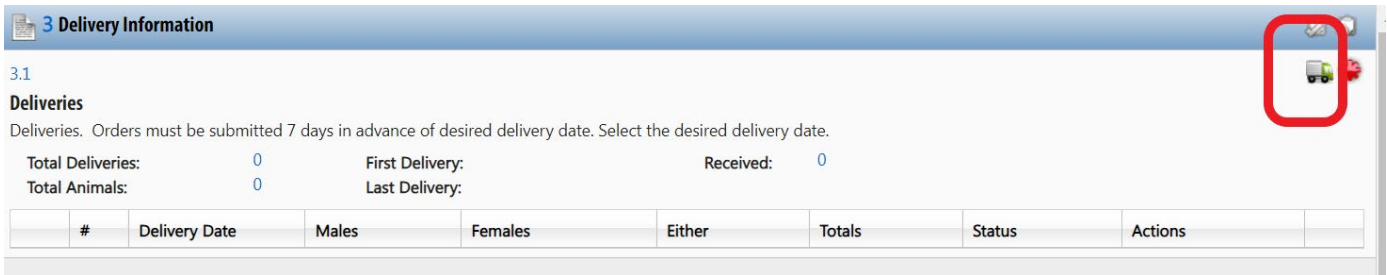 3 Delivery Information
3.1
Deliveries
Deliveries. Orders must be submitted 7 days in advance of desired delivery date. Select the desired delivery date.
Total Deliveries: 0 First Delivery: Received: 0
Total Animals: 0 Last Delivery:
# Delivery Date Males Females Either Totals Status Actions